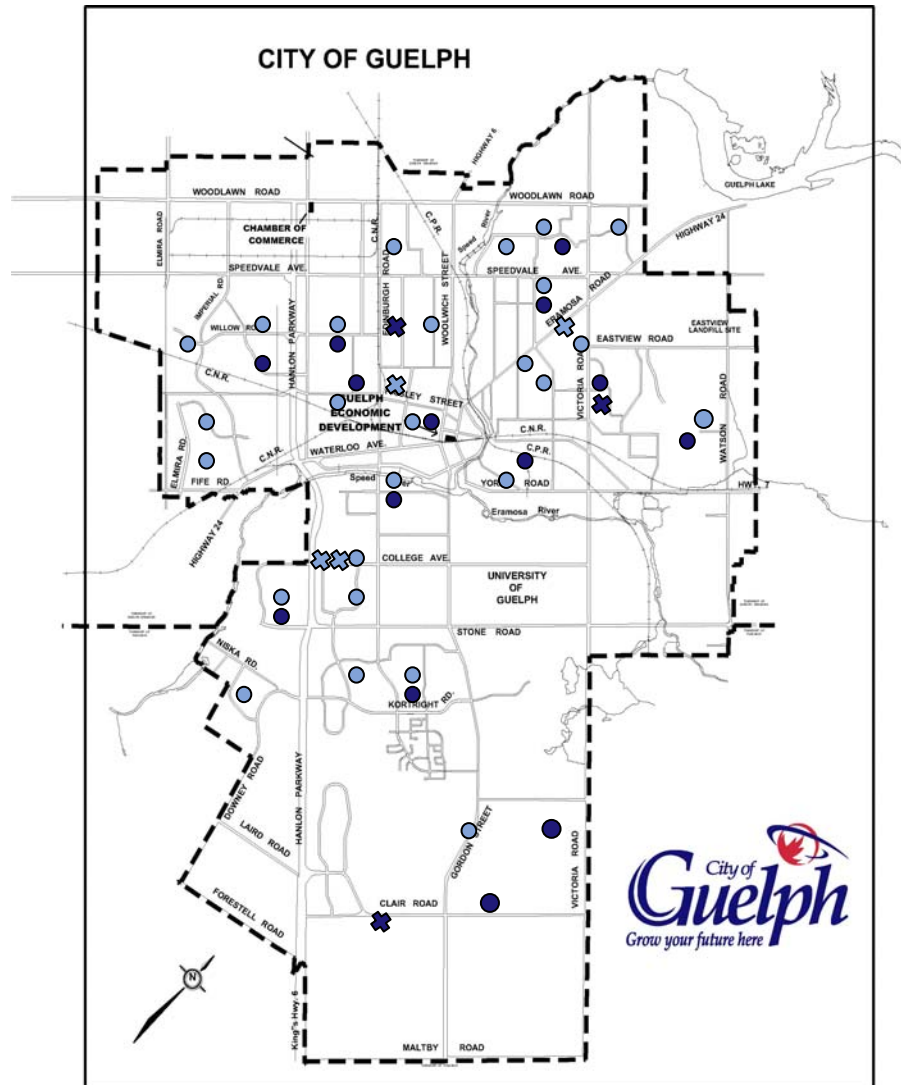 CITY OF GUELPH
HIGHWAY 6
GUELPH LAKE
WOODLAWN ROAD
WOODLAWN ROAD
CHAMBER OF
COMMERCE
ELMIRA ROAD
C.N.R.
C.P.R.
Speed River
HIGHWAY 24
SPEEDVALE AVE.
SPEEDVALE AVE.
IMPERIAL RD.
HANLON PARKWAY
EDINBURGH ROAD
WOOLWICH STREET
ERAMOSA ROAD
WILLOW
EASTVIEW
LANDFILL SITE
EASTVIEW ROAD
VICTORIA
WATSON ROAD
C.N.R.
STREET
GUELPH
ECONOMIC
DEVELOPMENT
C.N.R.
C.P.R.
WATERLOO AVE.
ELMIRA RD.
C.N.R.
FIFE RD.
Speed
ROAD
HWY. 7
Eramosa River
HIGHWAY 24
COLLEGE AVE.
UNIVERSITY
OF
GUELPH
STONE ROAD
NISKA RD.
KORTRIGHT RD.
HANLON PARKWAY
DOWNEY ROAD
LAIRD ROAD
GORDON STREET
VICTORIA ROAD
FORESTELL ROAD
CLAIR ROAD
City of
Guelph
Grow your future here
N
King"s Hwy. 6
MALTBY ROAD